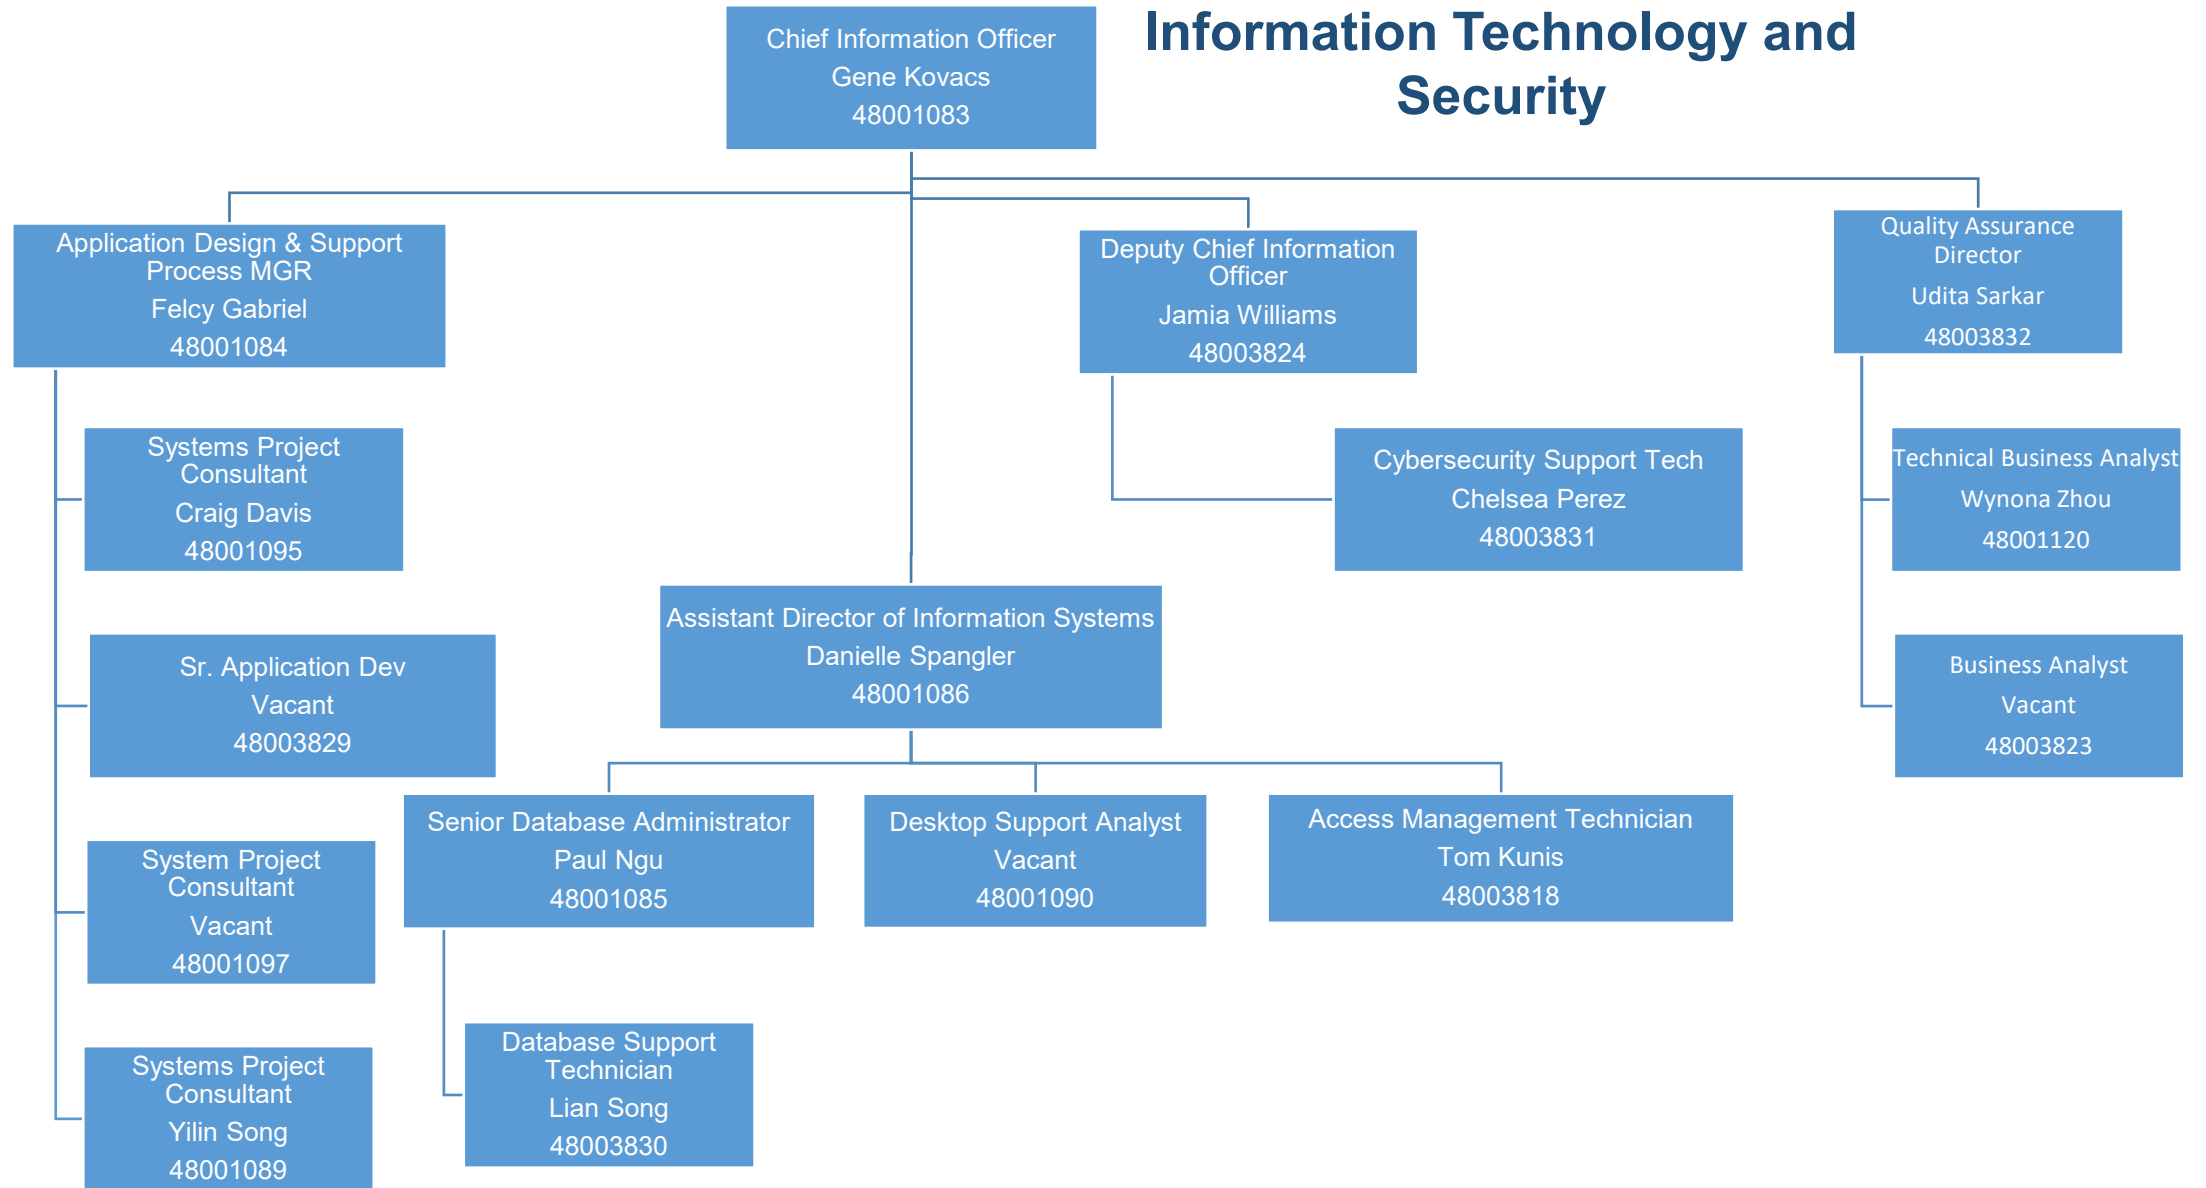 Information Technology and
Security
Chief Information Officer
Gene Kovacs
48001083
Application Design & Support
Process MGR
Felcy Gabriel
48001084
Deputy Chief Information
Officer
Jamia Williams
48003824
Quality Assurance
Director
Udita Sarkar
48003832
Systems Project
Consultant
Craig Davis
48001095
Cybersecurity Support Tech
Chelsea Perez
48003831
Technical Business Analyst
Wynona Zhou
48001120
Assistant Director of Information Systems
Danielle Spangler
48001086
Sr. Application Dev
Vacant
48003829
Business Analyst
Vacant
48003823
Senior Database Administrator
Paul Ngu
48001085
Desktop Support Analyst
Vacant
48001090
Access Management Technician
Tom Kunis
48003818
System Project
Consultant
Vacant
48001097
Database Support
Technician
Lian Song
48003830
Systems Project
Consultant
Yilin Song
48001089